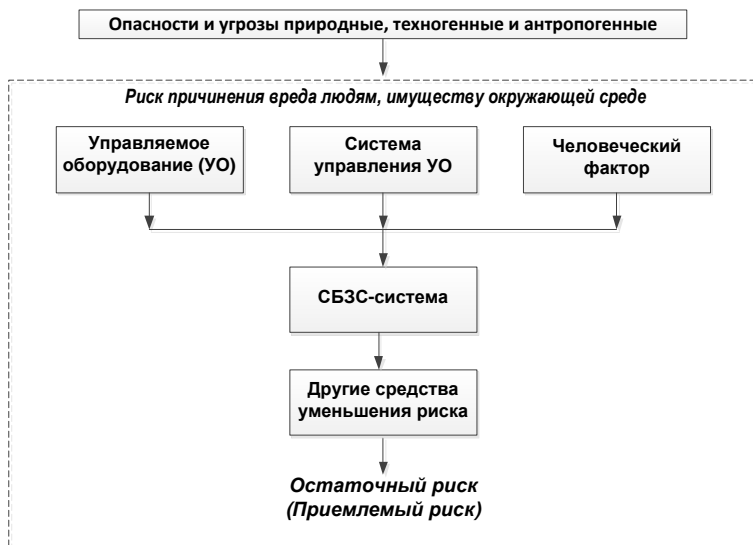 Опасности и угрозы природные, техногенные и антропогенные
Риск причинения вреда людям, имуществу окружающей среде
Управляемое
оборудование (УО)
Система
управления УО
Человеческий
фактор
СБЗС-система
Другие средства
уменьшения риска
Остаточный риск
(Приемлемый риск)